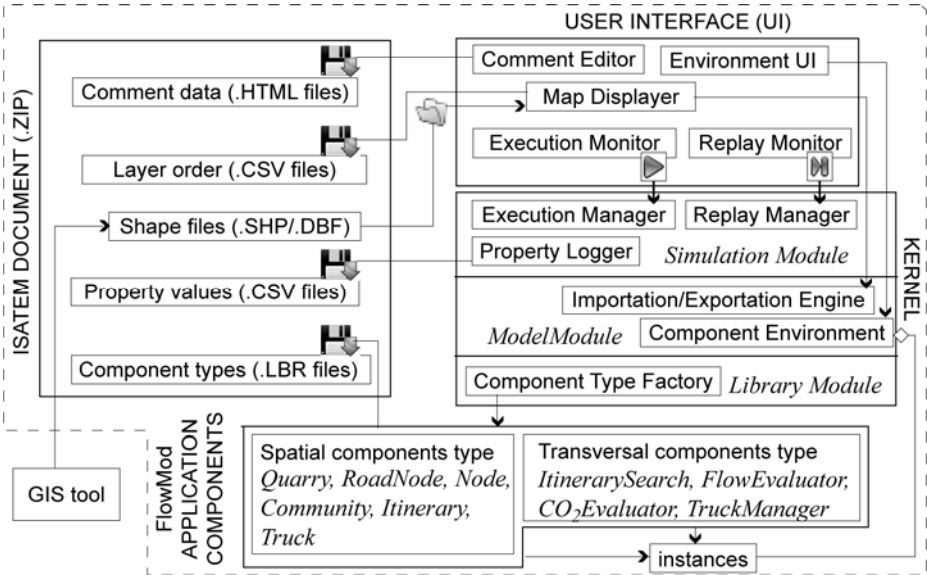 USER INTERFACE (UI)
Comment Editor
Environment UI
Map Displayer
Execution Monitor
Replay Monitor
ISATEM DOCUMENT (.ZIP)
Comment data (.HTML files)
Layer order (.CSV files)
Shape files (.SHP/.DBF)
Property values (.CSV files)
Component types (.LBR files)
KERNEL
Execution Manager
Replay Manager
Property Logger
Simulation Module
Importation/Exportation Engine
ModelModule
Component Environment
Component Type Factory
Library Module
GIS tool
FlowMod
APPLICATION
COMPONENTS
Spatial components type
Quarry, RoadNode, Node,
Community, Itinerary,
Truck
Transversal components type
ItinerarySearch, FlowEvaluator,
CO2Evaluator, TruckManager
instances